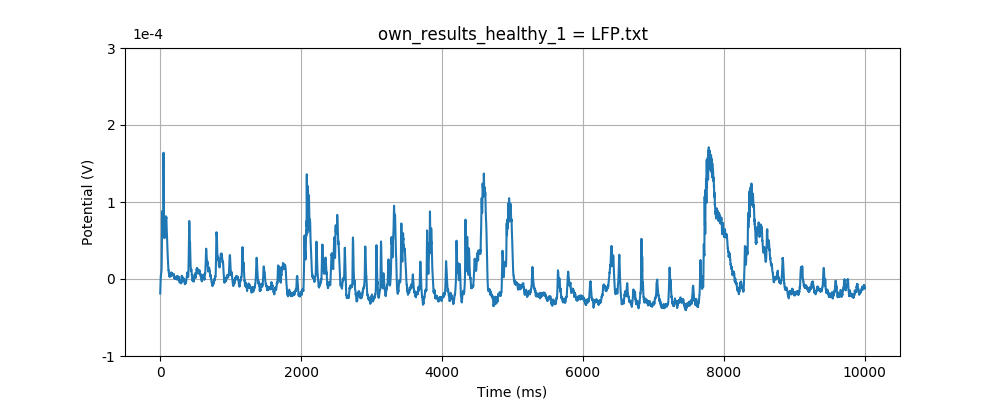 own_results_healthy_1 = LFP.txt
1e-4
3
2
1
0
-1
Potential (V)
0 2000 4000 6000 8000 10000
Time (ms)